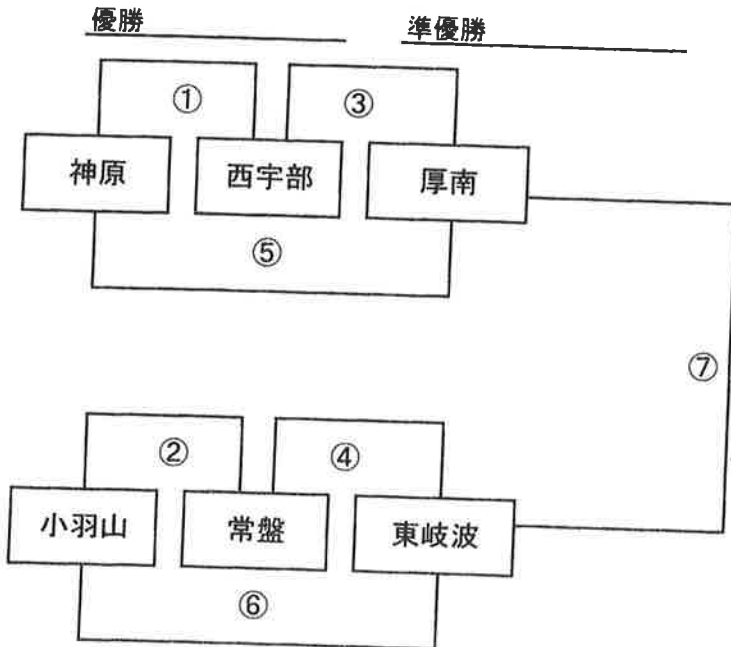 優勝 準優勝
① ③
神原 西宇部 厚南
⑤
⑦
② ④
小羽山 常盤 東岐波
⑥